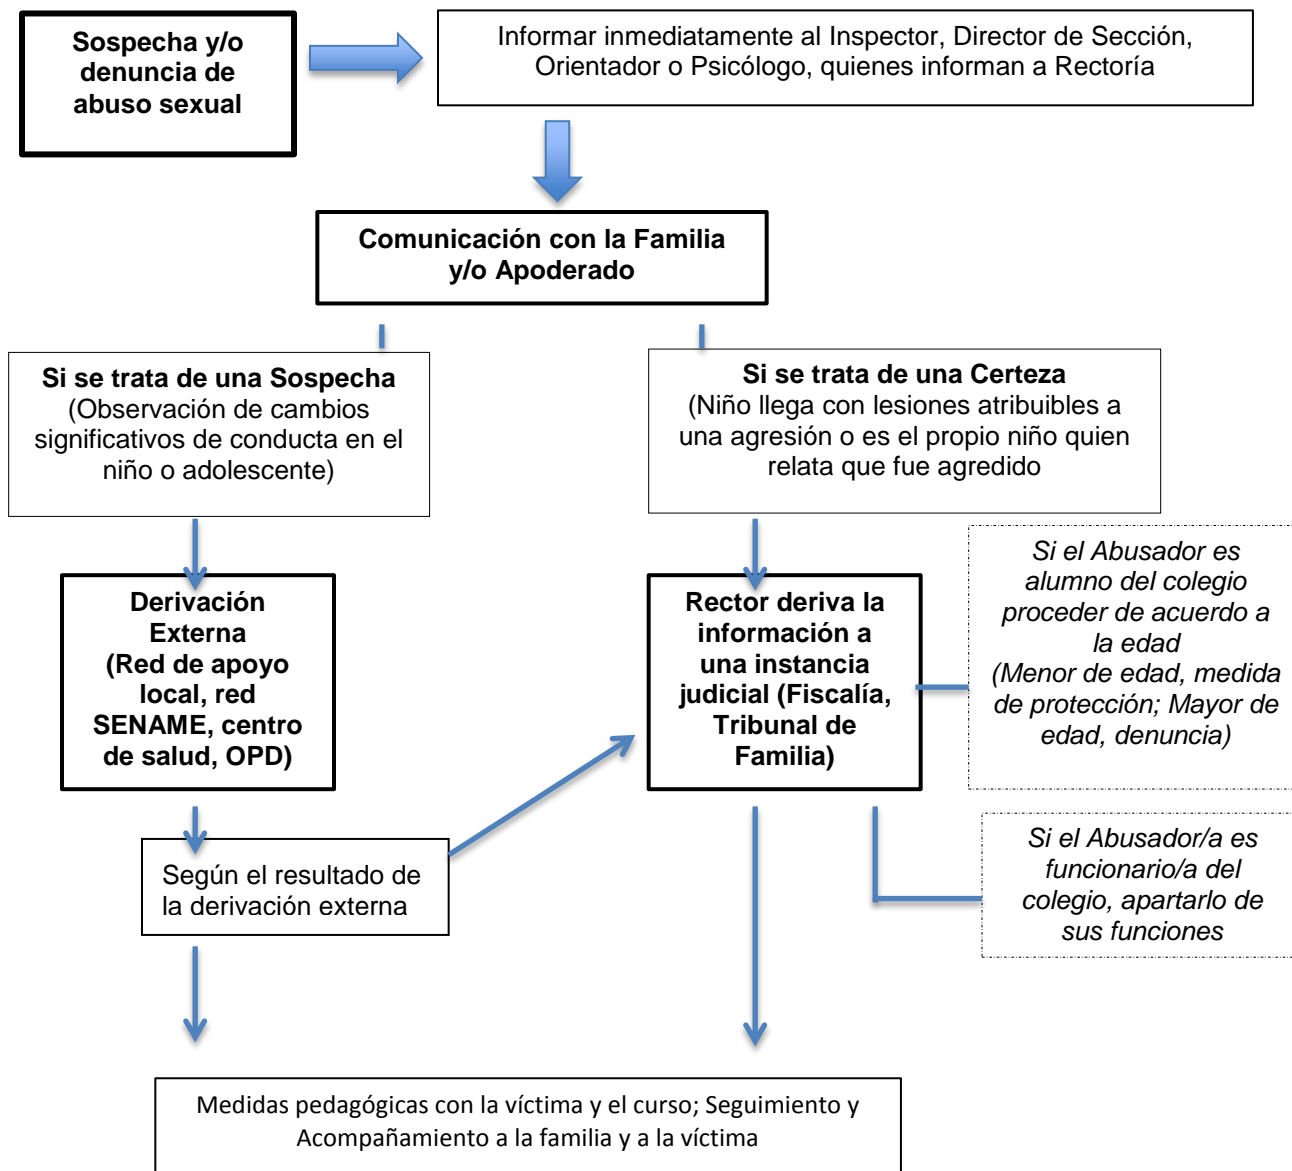 Sospecha y/o
denuncia de
abuso sexual
Informar inmediatamente al Inspector, Director de Sección,
Orientador o Psicólogo, quienes informan a Rectoría
Comunicación con la Familia
y/o Apoderado
Si se trata de una Sospecha
(Observación de cambios
significativos de conducta en el
niño o adolescente)
Si se trata de una Certeza
(Niño llega con lesiones atribuibles a
una agresión o es el propio niño quien
relata que fue agredido
Derivación
Externa
(Red de apoyo
local, red
SENAME, centro
de salud, OPD)
Rector deriva la
información a
una instancia
judicial (Fiscalía,
Tribunal de
Familia)
Si el Abusador es
alumno del colegio
proceder de acuerdo a
la edad
(Menor de edad, medida
de protección; Mayor de
edad, denuncia)
Según el resultado de
la derivación externa
Si el Abusador/a es
funcionario/a del
colegio, apartarlo de
sus funciones
Medidas pedagógicas con la víctima y el curso; Seguimiento y
Acompañamiento a la familia y a la víctima